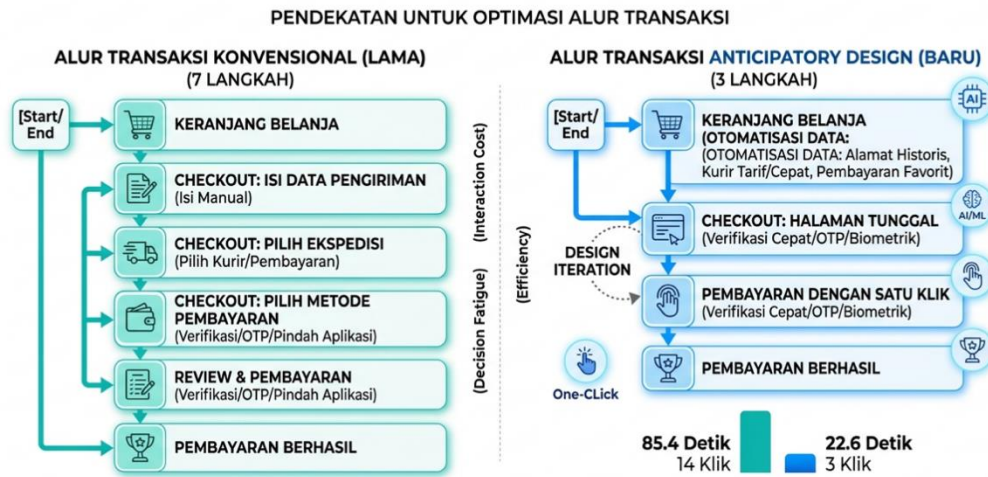 PENDEKATAN UNTUK OPTIMASI ALUR TRANSAKSI
ALUR TRANSAKSI KONVENSIONAL (LAMA)
(7 LANGKAH)
[Start/
End
KERANJANG BELANJA
CHECKOUT: ISI DATA PENGIRIMAN
(Isi Manual)
CHECKOUT: PILIH EKSPEDISI
(Pilih Kurir/Pembayaran)
CHECKOUT: PILIH METODE
PEMBAYARAN
(Verifikasi/OTP/Pindah Aplikasi)
REVIEW & PEMBAYARAN
(Verifikasi/OTP/Pindah Aplikasi)
PEMBAYARAN BERHASIL
(Interaction Cost)
(Decision Fatigue)
(Efficiency)
ALUR TRANSAKSI ANTICIPATORY DESIGN (BARU)
(3 LANGKAH)
[Start/
End
AI
KERANJANG BELANJA
(OTOMATISASI DATA:
(OTOMATISASI DATA: Alamat Historis,
Kurir Tarif/Cepat, Pembayaran Favorit)
AI/ML
CHECKOUT: HALAMAN TUNGGAL
(Verifikasi Cepat/OTP/Biometrik)
DESIGN
ITERATION
PEMBAYARAN DENGAN SATU KLIK
(Verifikasi Cepat/OTP/Biometrik)
PEMBAYARAN BERHASIL
One-CLick
85.4 Detik
14 Klik
22.6 Detik
3 Klik